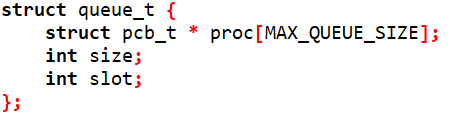 struct queue_t {
    struct pcb_t * proc[MAX_QUEUE_SIZE];
    int size;
    int slot;
};